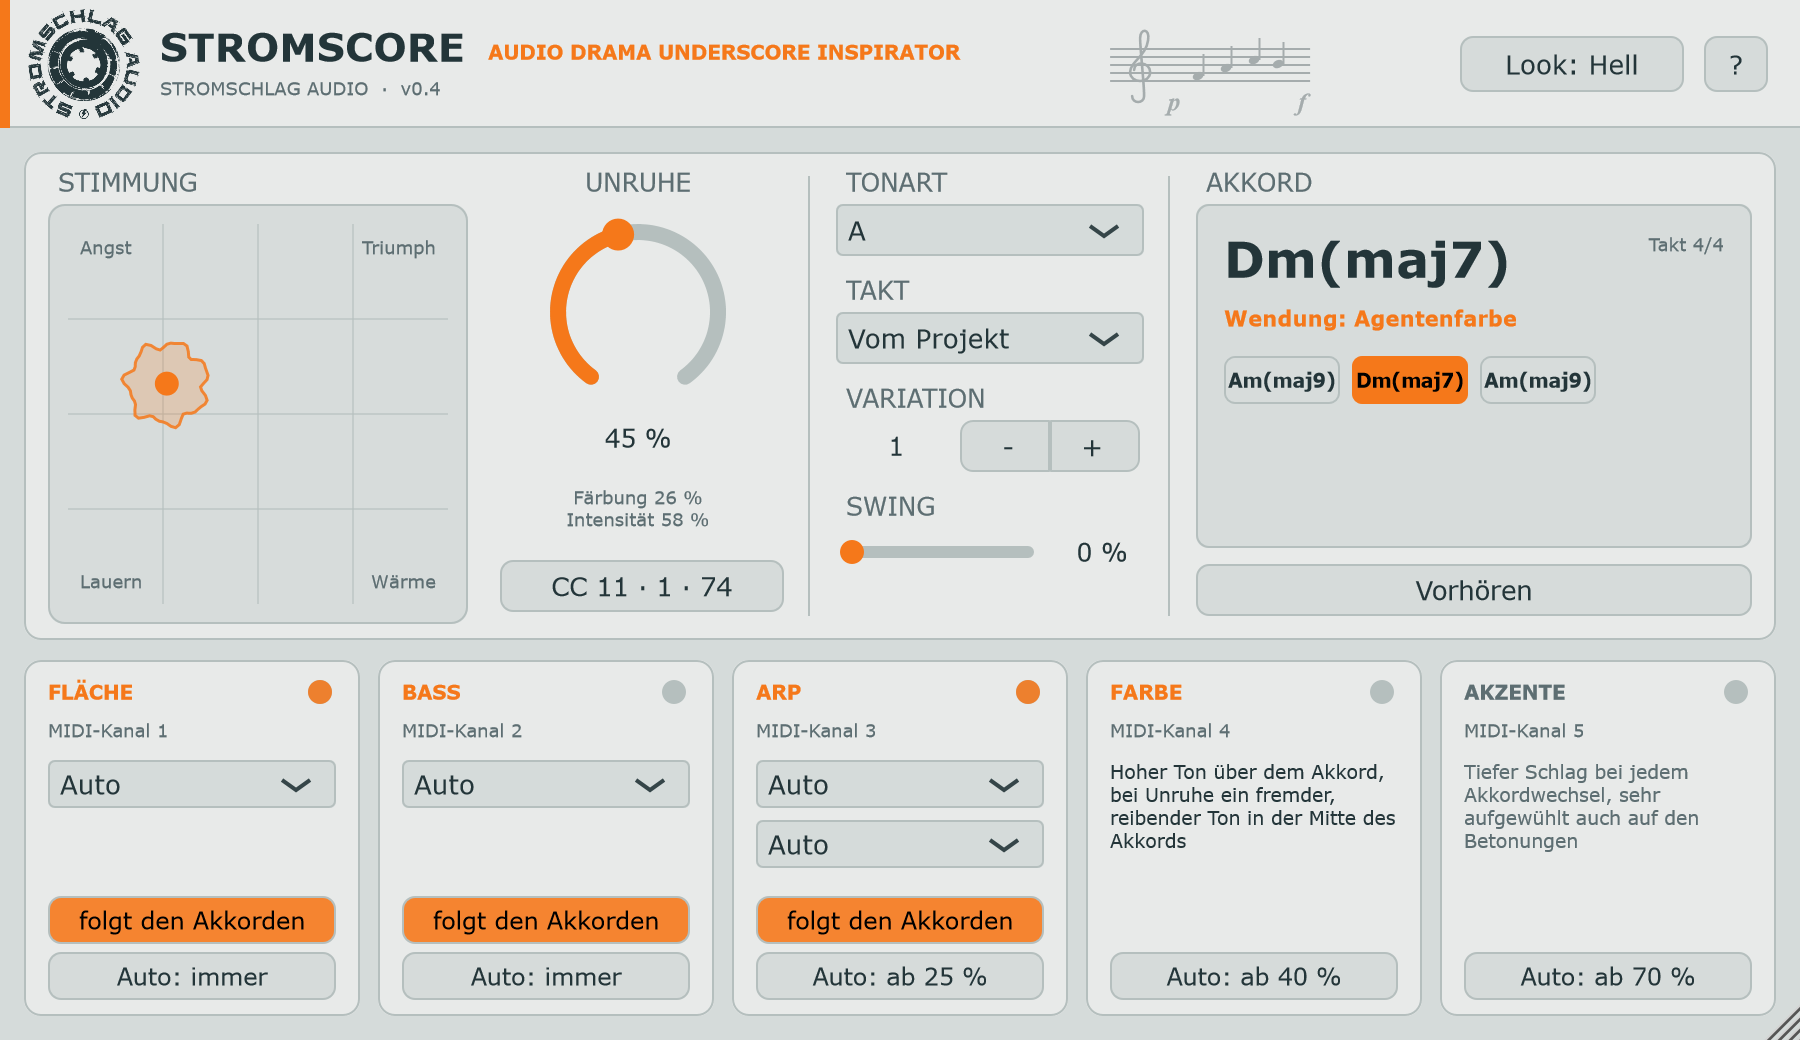 STROMSCHLAG AUDIO
STROMSCORE
AUDIO DRAMA UNDERSCORE INSPIRATOR
STROMSCHLAG AUDIO · v0.4
p f
Look: Hell
?
STIMMUNG
Angst
Triumph
Lauern
Wärme
UNRUHE
45 %
Färbung 26 %
Intensität 58 %
CC 11 · 1 · 74
TONART
A
TAKT
Vom Projekt
VARIATION
1
-
+
SWING
0 %
AKKORD
Dm(maj7)
Takt 4/4
Wendung: Agentenfarbe
Am(maj9)
Dm(maj7)
Am(maj9)
Vorhören
FLÄCHE
MIDI-Kanal 1
Auto
folgt den Akkorden
Auto: immer
BASS
MIDI-Kanal 2
Auto
folgt den Akkorden
Auto: immer
ARP
MIDI-Kanal 3
Auto
Auto
folgt den Akkorden
Auto: ab 25 %
FARBE
MIDI-Kanal 4
Hoher Ton über dem Akkord,
bei Unruhe ein fremder,
reibender Ton in der Mitte des
Akkords
Auto: ab 40 %
AKZENTE
MIDI-Kanal 5
Tiefer Schlag bei jedem
Akkordwechsel, sehr
aufgewühlt auch auf den
Betonungen
Auto: ab 70 %